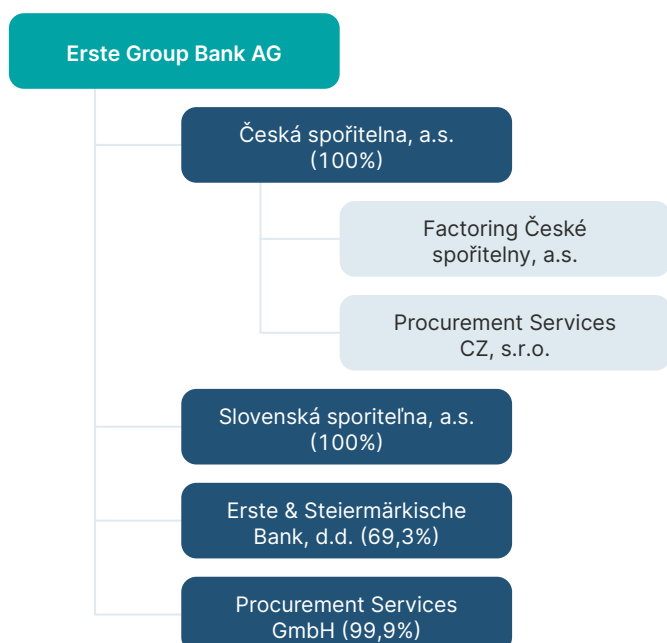 Erste Group Bank AG
Česká spořitelna, a.s.
(100%)
Factoring České
spořitelny, a.s.
Procurement Services
CZ, s.r.o.
Slovenská sporiteľna, a.s.
(100%)
Erste & Steiermärkische
Bank, d.d. (69,3%)
Procurement Services
GmbH (99,9%)